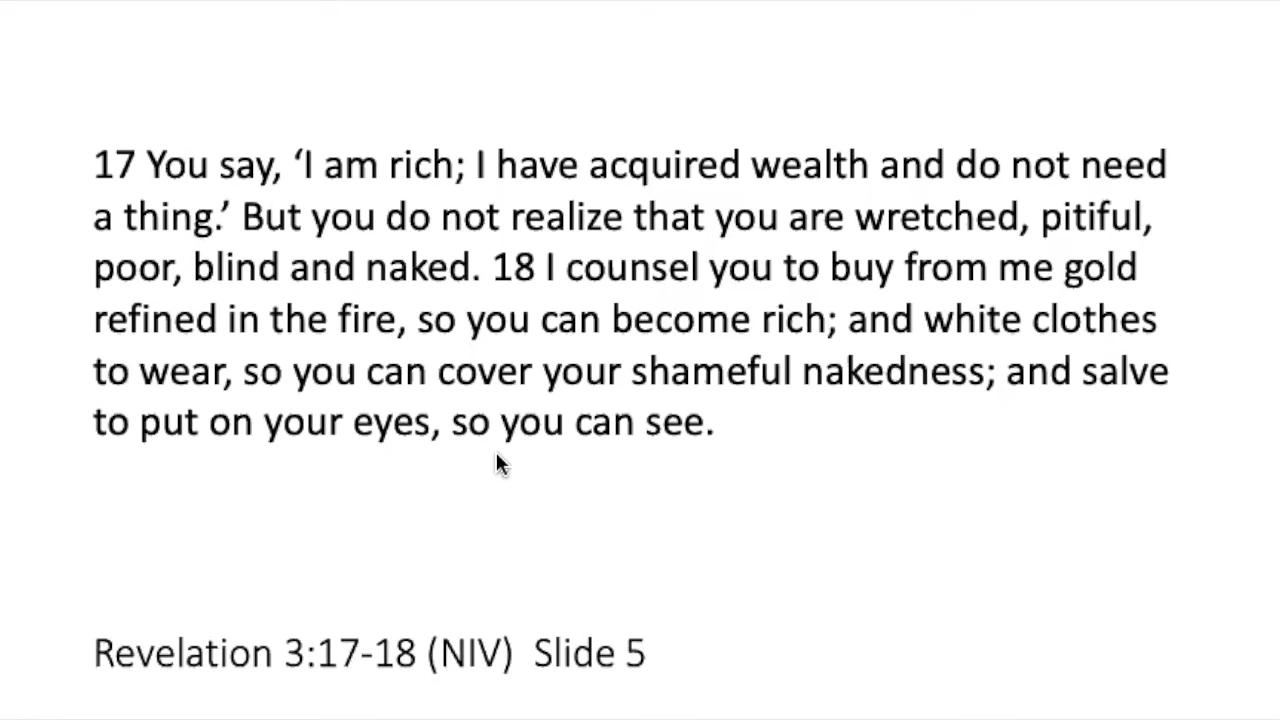 17 You say, ‘I am rich; I have acquired wealth and do not need
a thing.’ But you do not realize that you are wretched, pitiful,
poor, blind and naked. 18 I counsel you to buy from me gold
refined in the fire, so you can become rich; and white clothes
to wear, so you can cover your shameful nakedness; and salve
to put on your eyes, so you can see.
Revelation 3:17-18 (NIV)  Slide 5